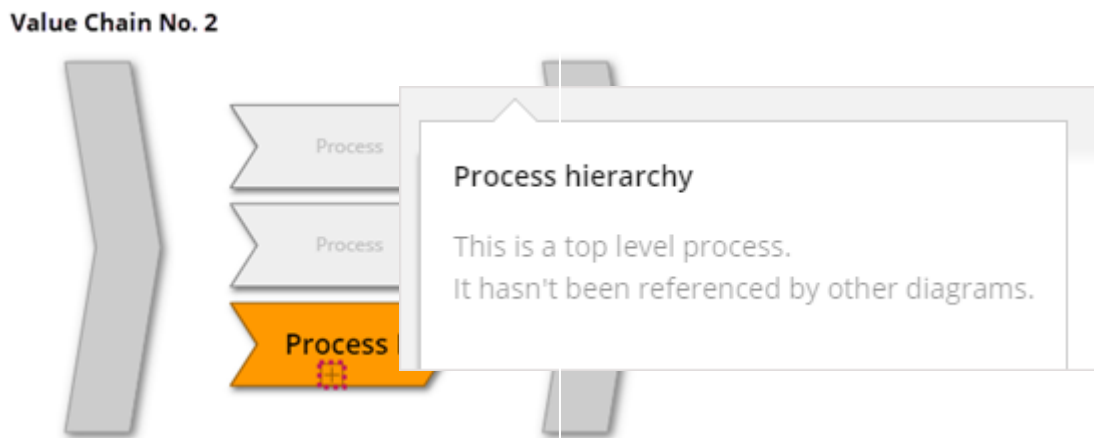 Value Chain No. 2
Process
Process hierarchy
This is a top level process.
Process
It hasn't been referenced by other diagrams.
Process